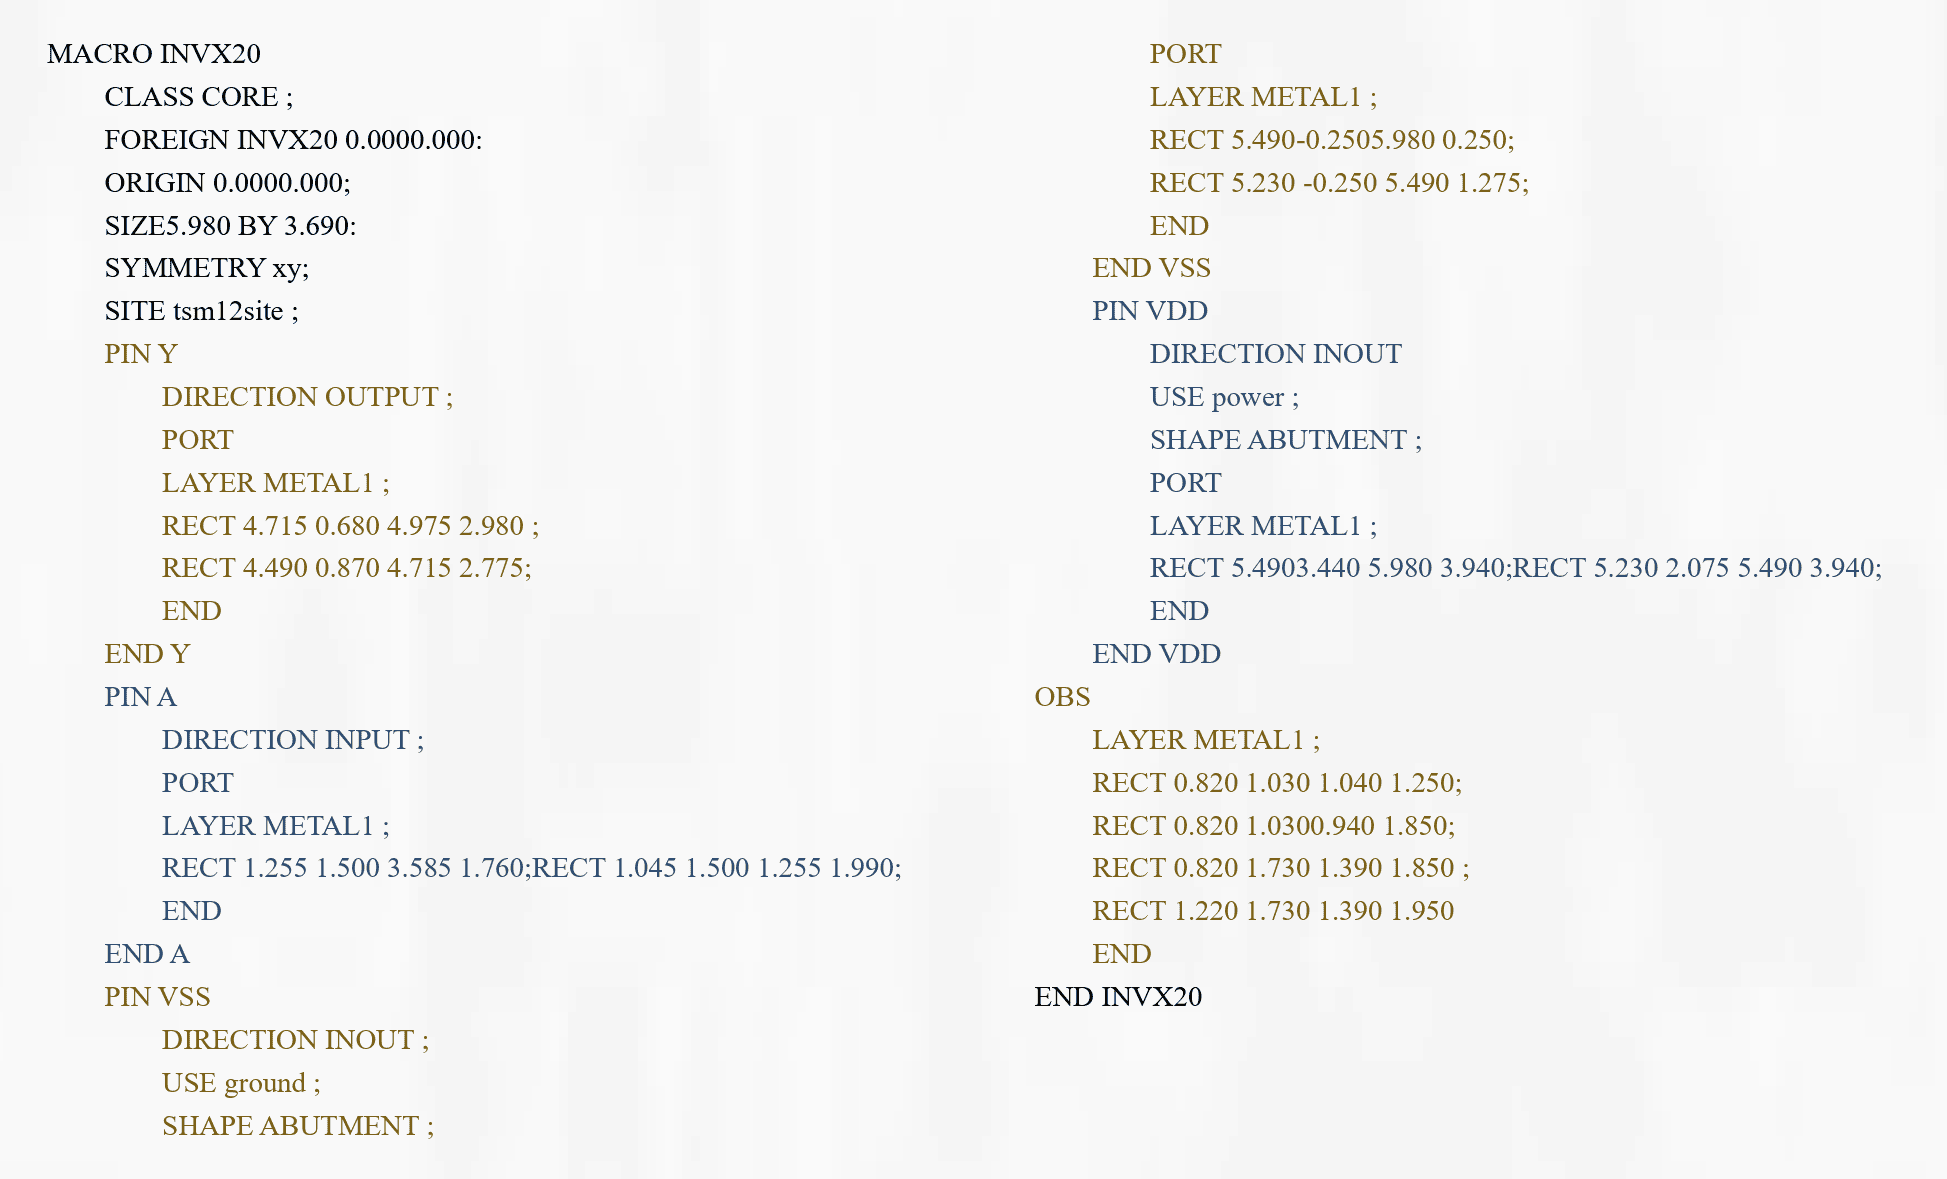 MACRO INVX20
CLASS CORE ;
FOREIGN INVX20 0.0000.000:
ORIGIN 0.0000.000;
SIZE5.980 BY 3.690:
SYMMETRY xy;
SITE tsm12site ;
PIN Y
DIRECTION OUTPUT ;
PORT
LAYER METAL1 ;
RECT 4.715 0.680 4.975 2.980 ;
RECT 4.490 0.870 4.715 2.775;
END
END Y
PIN A
DIRECTION INPUT ;
PORT
LAYER METAL1 ;
RECT 1.255 1.500 3.585 1.760;RECT 1.045 1.500 1.255 1.990;
END
END A
PIN VSS
DIRECTION INOUT ;
USE ground ;
SHAPE ABUTMENT ;
PORT
LAYER METAL1 ;
RECT 5.490-0.2505.980 0.250;
RECT 5.230 -0.250 5.490 1.275;
END
END VSS
PIN VDD
DIRECTION INOUT
USE power ;
SHAPE ABUTMENT ;
PORT
LAYER METAL1 ;
RECT 5.4903.440 5.980 3.940;RECT 5.230 2.075 5.490 3.940;
END
END VDD
OBS
LAYER METAL1 ;
RECT 0.820 1.030 1.040 1.250;
RECT 0.820 1.0300.940 1.850;
RECT 0.820 1.730 1.390 1.850 ;
RECT 1.220 1.730 1.390 1.950
END
END INVX20